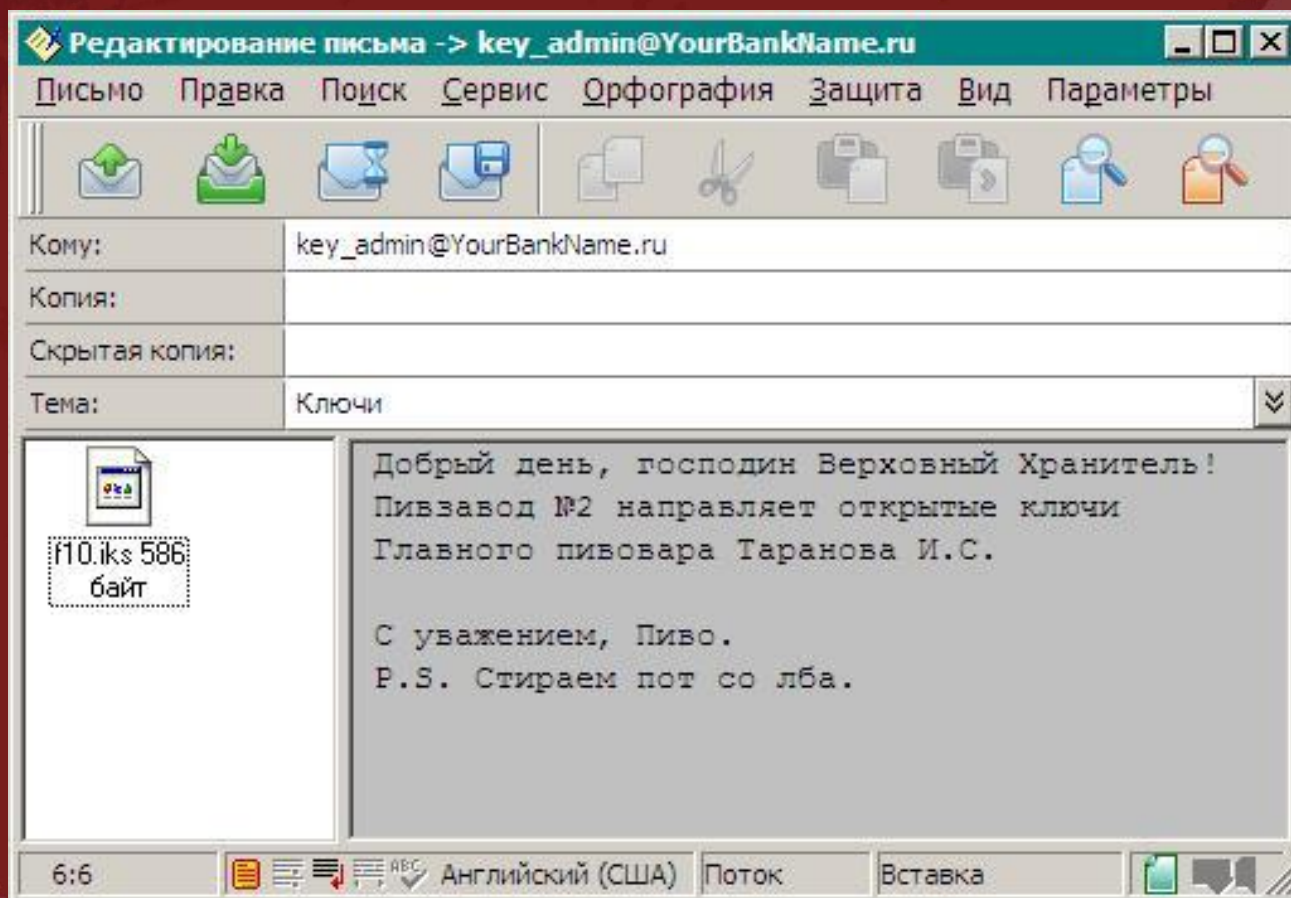 Редактирование письма -> key_admin@YourBankName.ru
Письмо Правка Поиск Сервис Орфография Защита Вид Параметры
Кому: key_admin@YourBankName.ru
Копия:
Скрытая копия:
Тема: Ключи
f10.iks 586
байт
Добрый день, господин Верховный Хранитель!
Пивзавод №2 направляет открытые ключи
Главного пивовара Таранова И.С.
С уважением, Пиво.
P.S. Стираем пот со лба.
6:6 ABC Английский (США) Поток Вставка